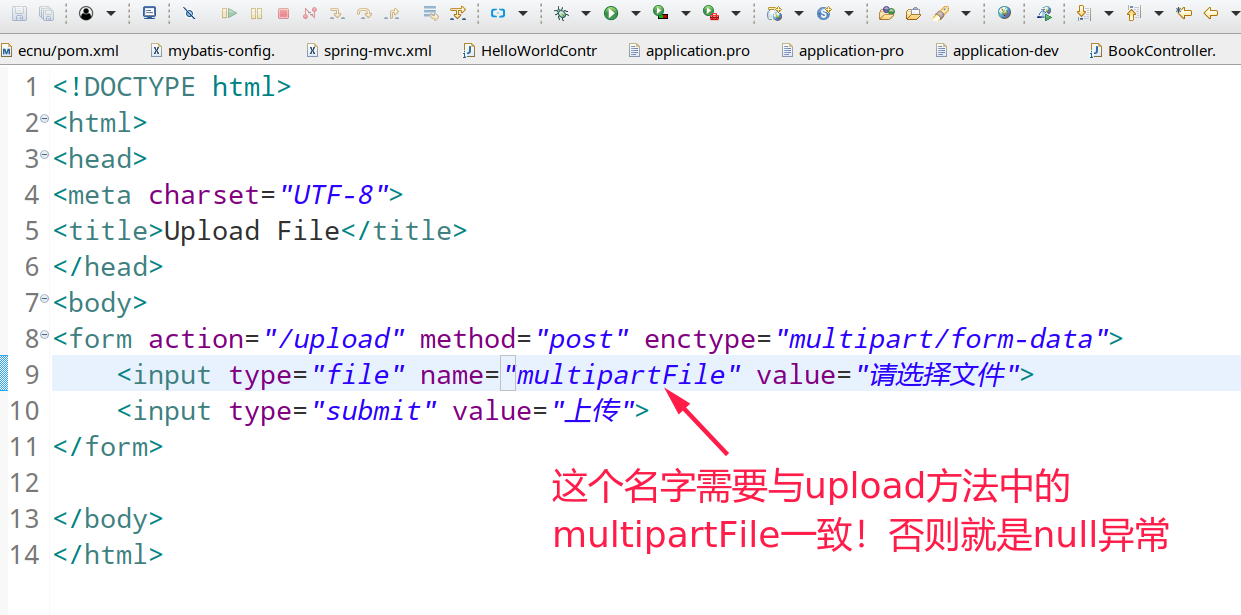 ecnu/pom.xml mybatis-config. spring-mvc.xml HelloWorldContr application.pro application-pro application-dev BookController.
1 <!DOCTYPE html>
2 <html>
3 <head>
4 <meta charset="UTF-8">
5 <title>Upload File</title>
6 </head>
7 <body>
8 <form action="/upload" method="post" enctype="multipart/form-data">
9 <input type="file" name="multipartFile" value="请选择文件">
10 <input type="submit" value="上传">
11 </form>
12
13 </body>
14 </html>
这个名字需要与upload方法中的
multipartFile一致！否则就是null异常